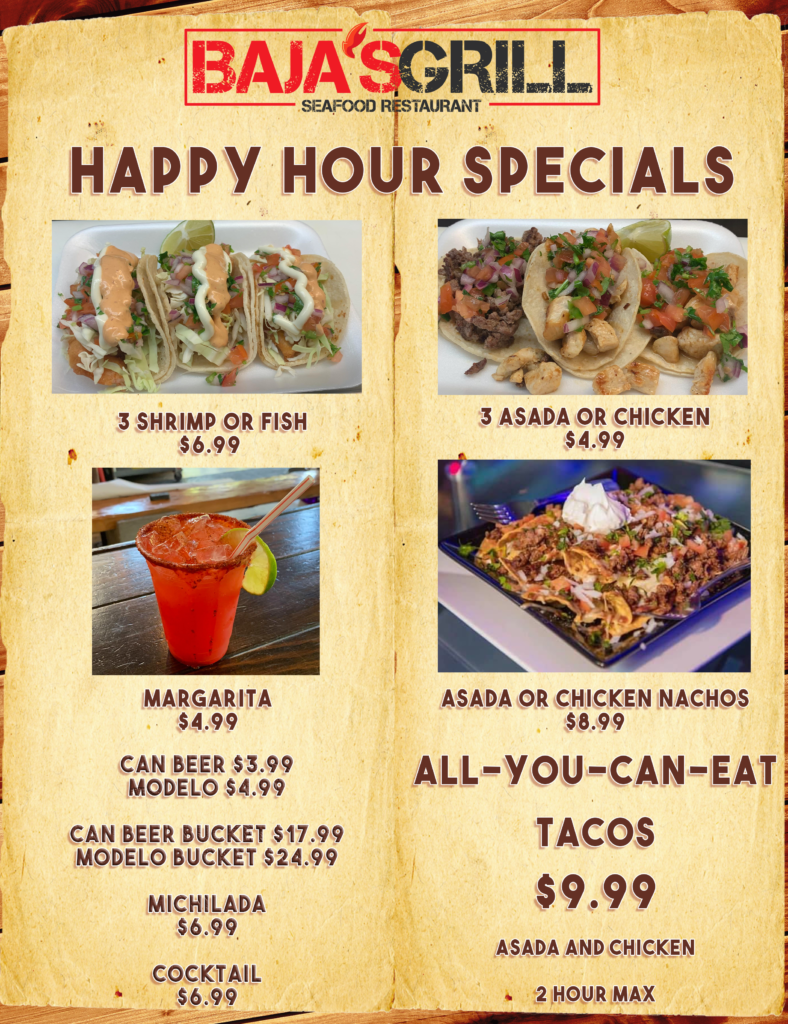 BAJA'S GRILL
SEAFOOD RESTAURANT
HAPPY HOUR SPECIALS
3 SHRIMP OR FISH
$6.99
3 ASADA OR CHICKEN
$4.99
MARGARITA
$4.99
CAN BEER $3.99
MODELO $4.99
CAN BEER BUCKET $17.99
MODELO BUCKET $24.99
MICHILADA
$6.99
COCKTAIL
$6.99
ASADA OR CHICKEN NACHOS
$8.99
ALL-YOU-CAN-EAT
TACOS
$9.99
ASADA AND CHICKEN
2 HOUR MAX